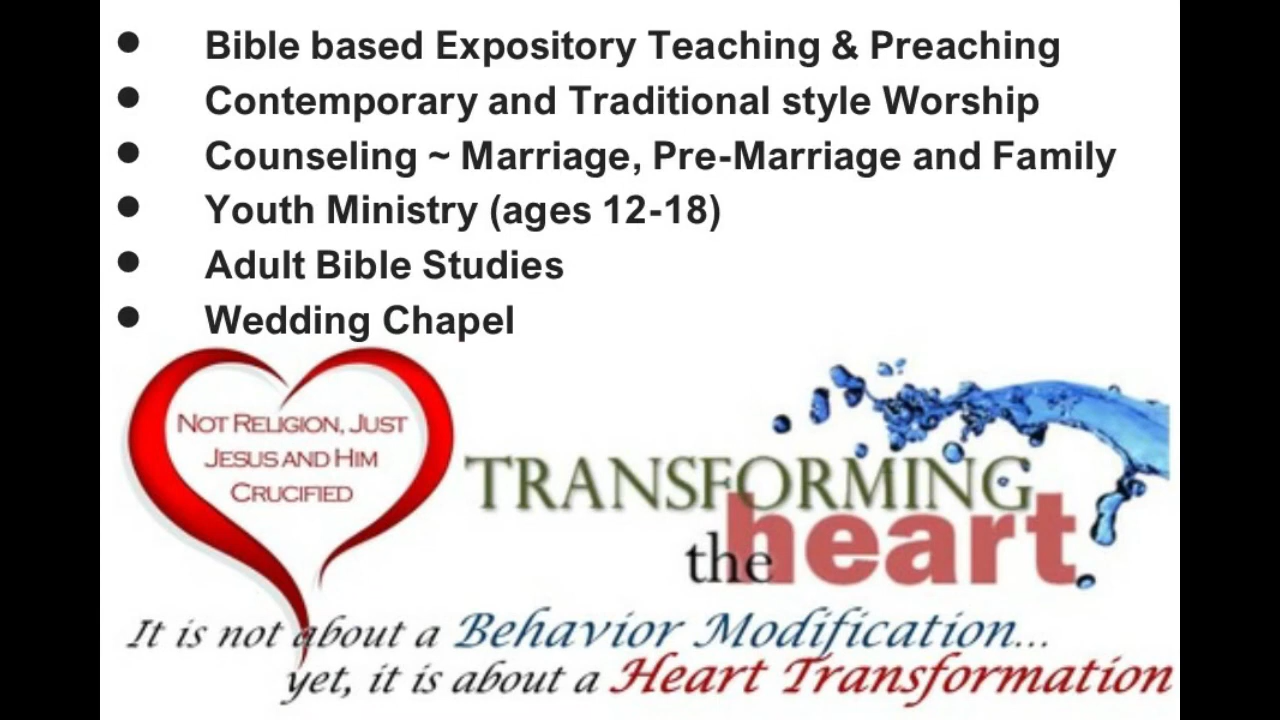 ● Bible based Expository Teaching & Preaching
● Contemporary and Traditional style Worship
● Counseling ~ Marriage, Pre-Marriage and Family
● Youth Ministry (ages 12-18)
● Adult Bible Studies
● Wedding Chapel
NOT RELIGION, JUST
JESUS AND HIM
CRUCIFIED
TRANSFORMING
the heart
It is not about a Behavior Modification...
yet, it is about a Heart Transformation